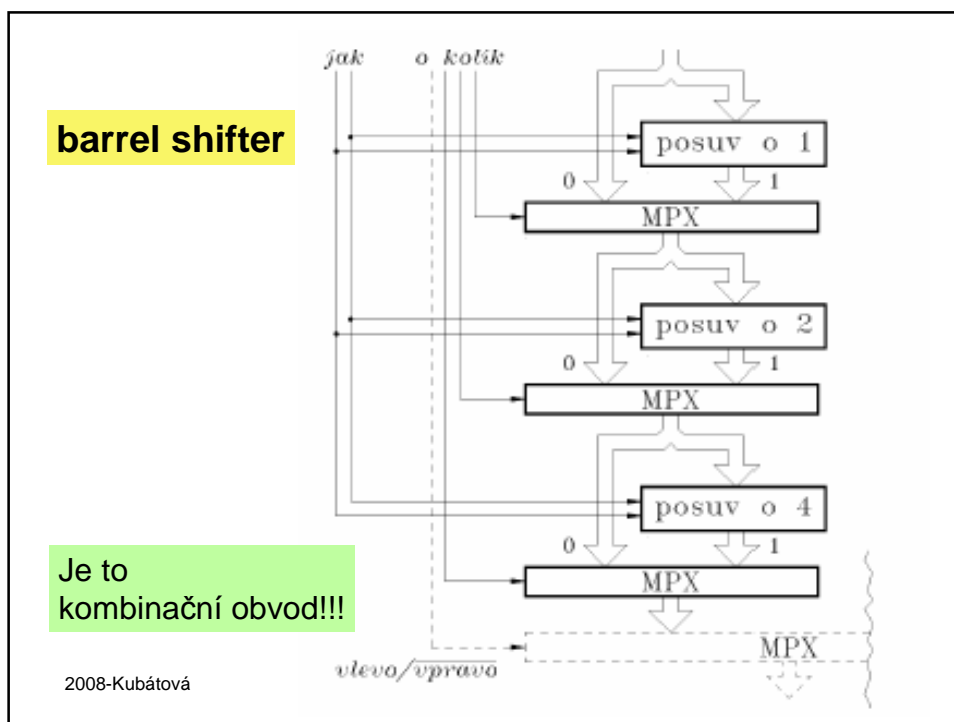 jak o kolik
barrel shifter
posuv o 1
0 1
MPX
posuv o 2
0 1
MPX
posuv o 4
0 1
MPX
Je to
kombinační obvod!!!
MPX
vlevo/vpravo
2008-Kubátová